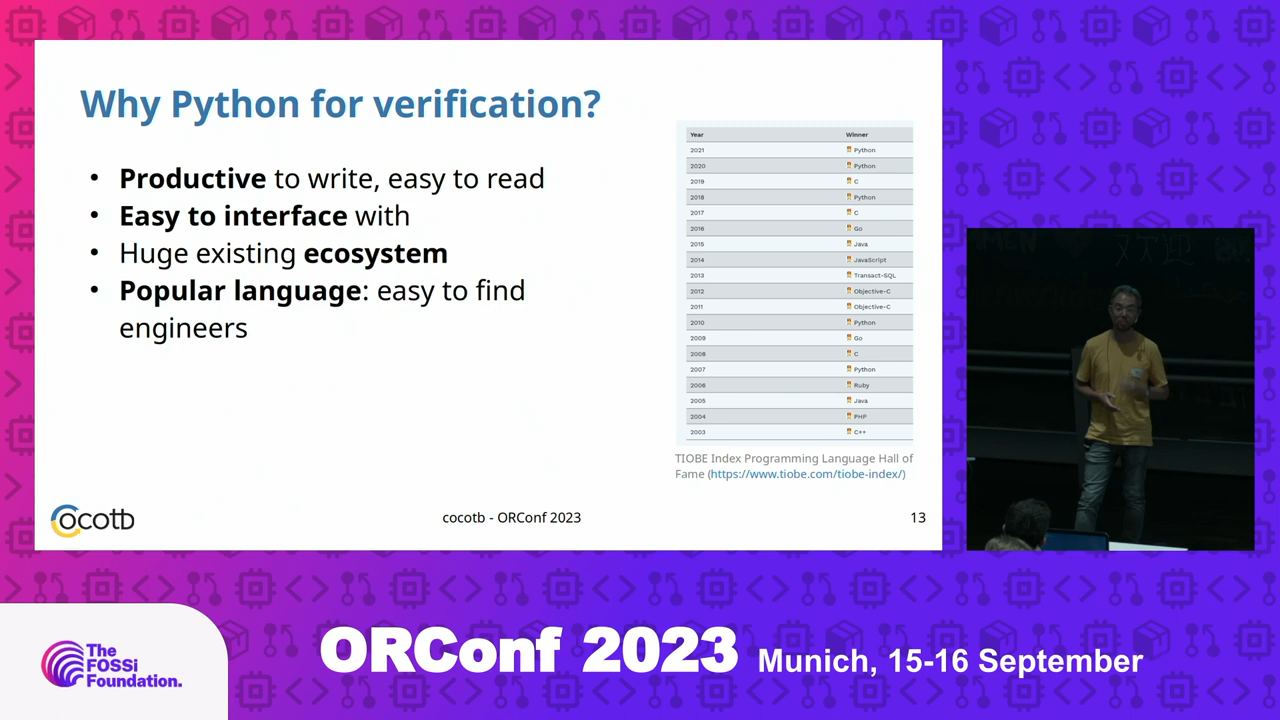 Why Python for verification?
• Productive to write, easy to read
• Easy to interface with
• Huge existing ecosystem
• Popular language: easy to find
engineers
Year Winner
2021 Python
2020 Python
2019 C
2018 Python
2017 C
2016 Go
2015 Java
2014 JavaScript
2013 Transact-SQL
2012 Objective-C
2011 Objective-C
2010 Python
2009 Go
2008 C
2007 Python
2006 Ruby
2005 Java
2004 PHP
2003 C++
TIOBE Index Programming Language Hall of
Fame (https://www.tiobe.com/tiobe-index/)
cocotb
cocotb - ORConf 2023
13
The
FOSSi
Foundation.
ORConf 2023 Munich, 15-16 September